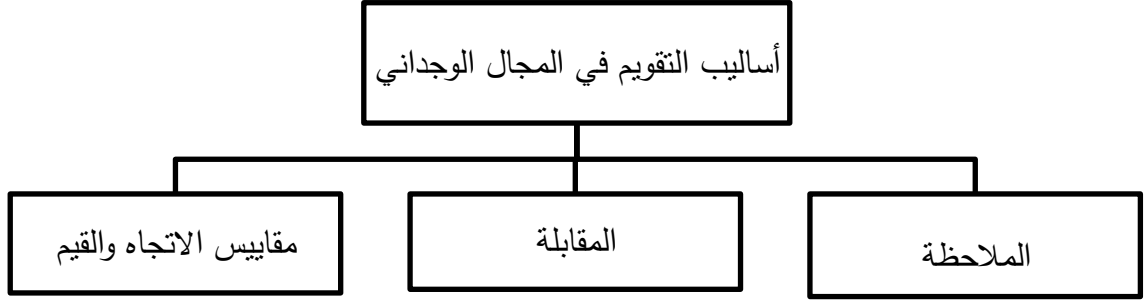 أساليب التقويم في المجال الوجداني
الملاحظة
المقابلة
مقاييس الاتجاه والقيم